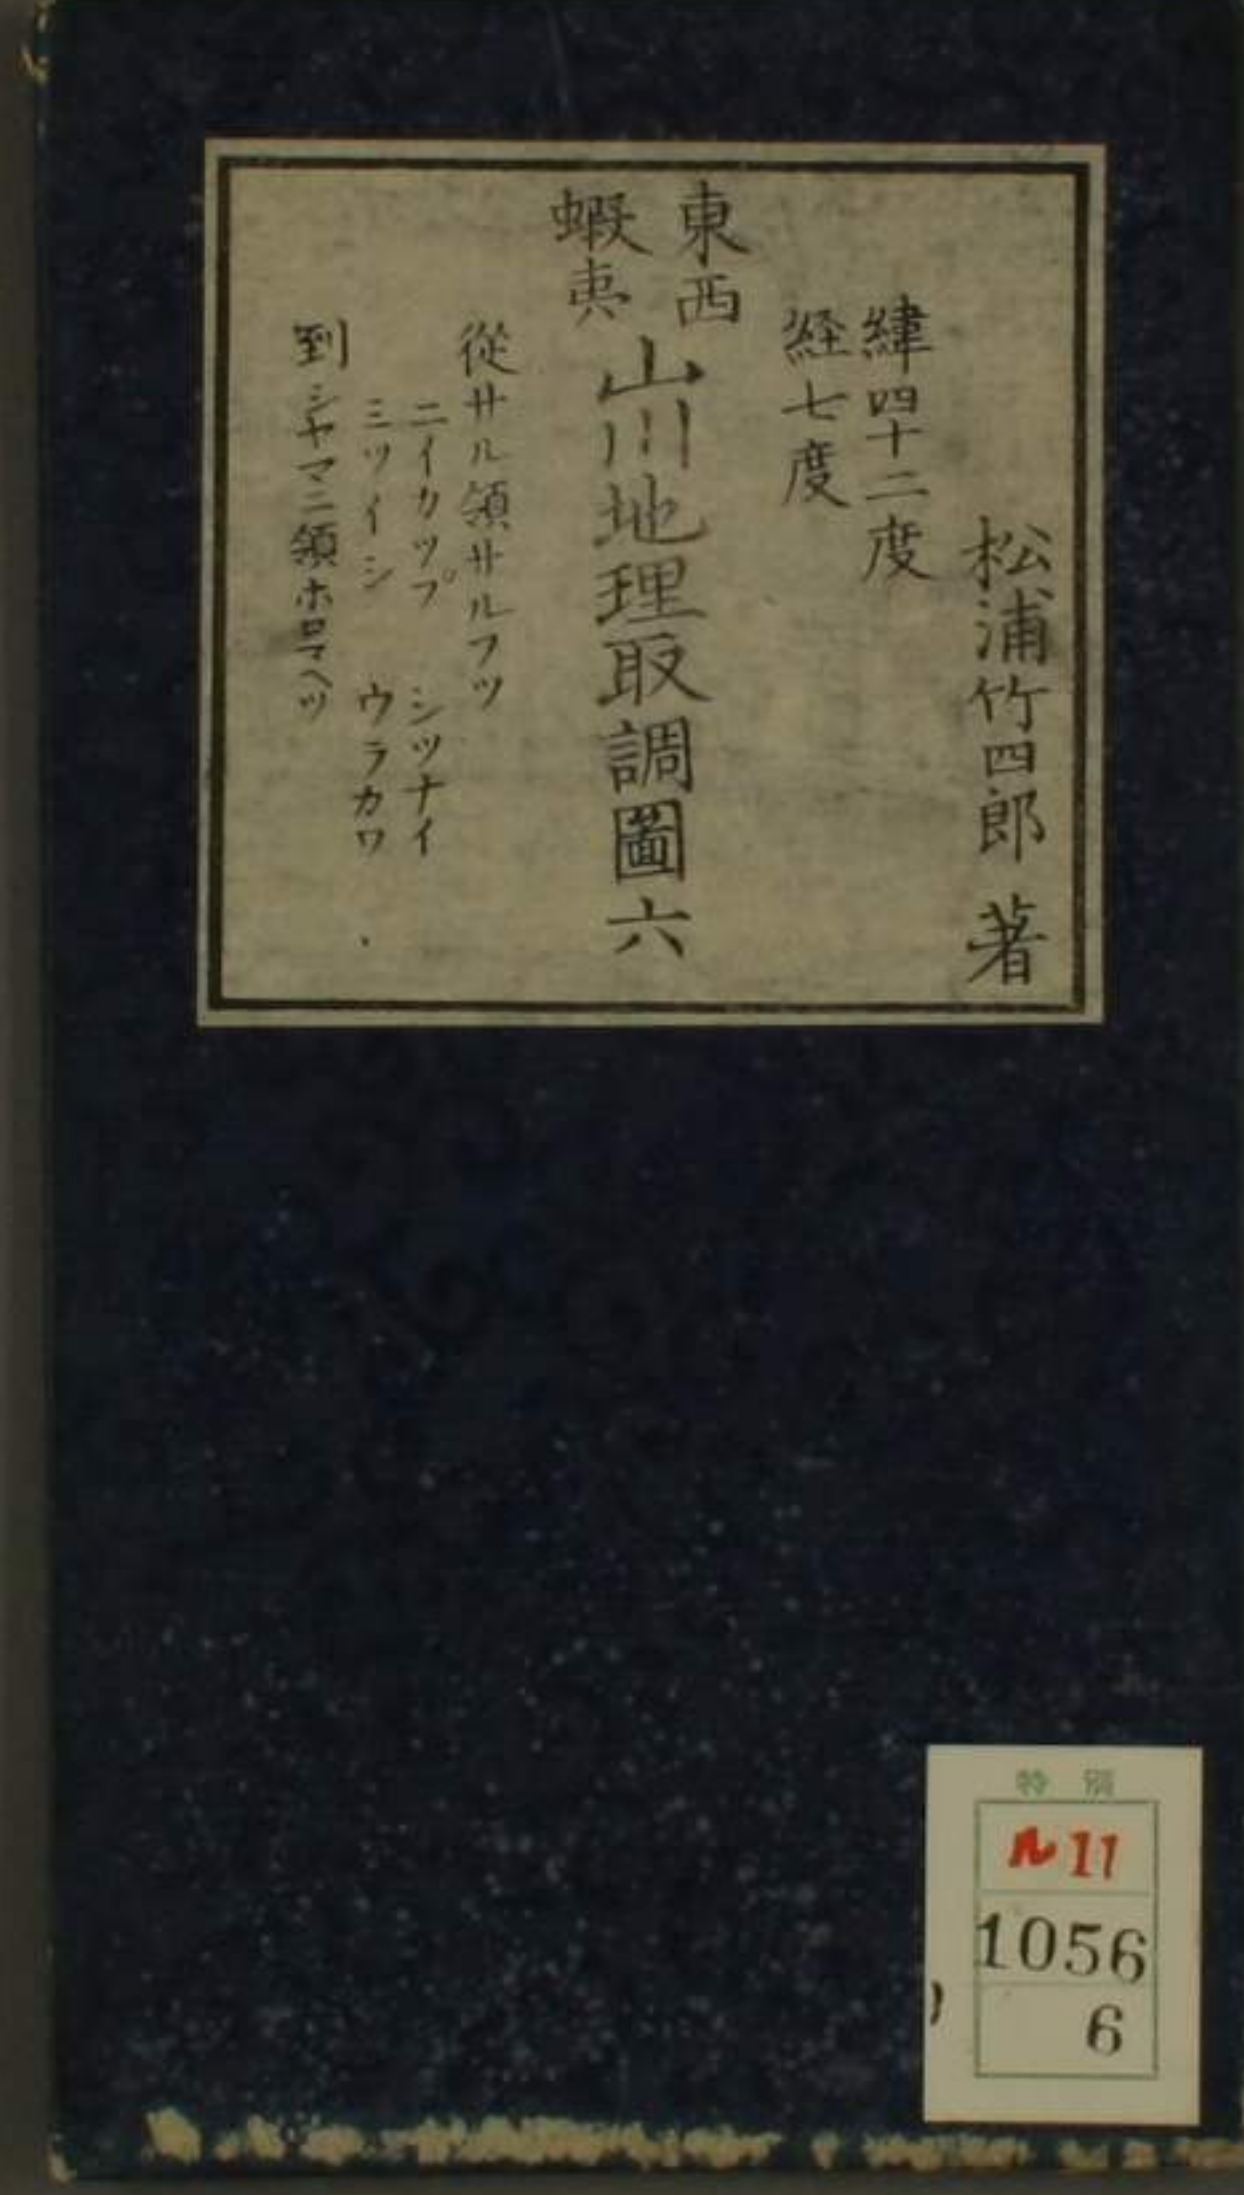 松浦竹四郎 著
緯四十二度
経七度
東西
蝦夷
山川地理取調圖六
從サル領サルフツ
ニイカツプ シツナイ
ミツイシ ウラカワ
到シヤマニ領ホロマヘツ
特別
ル11
1056
6